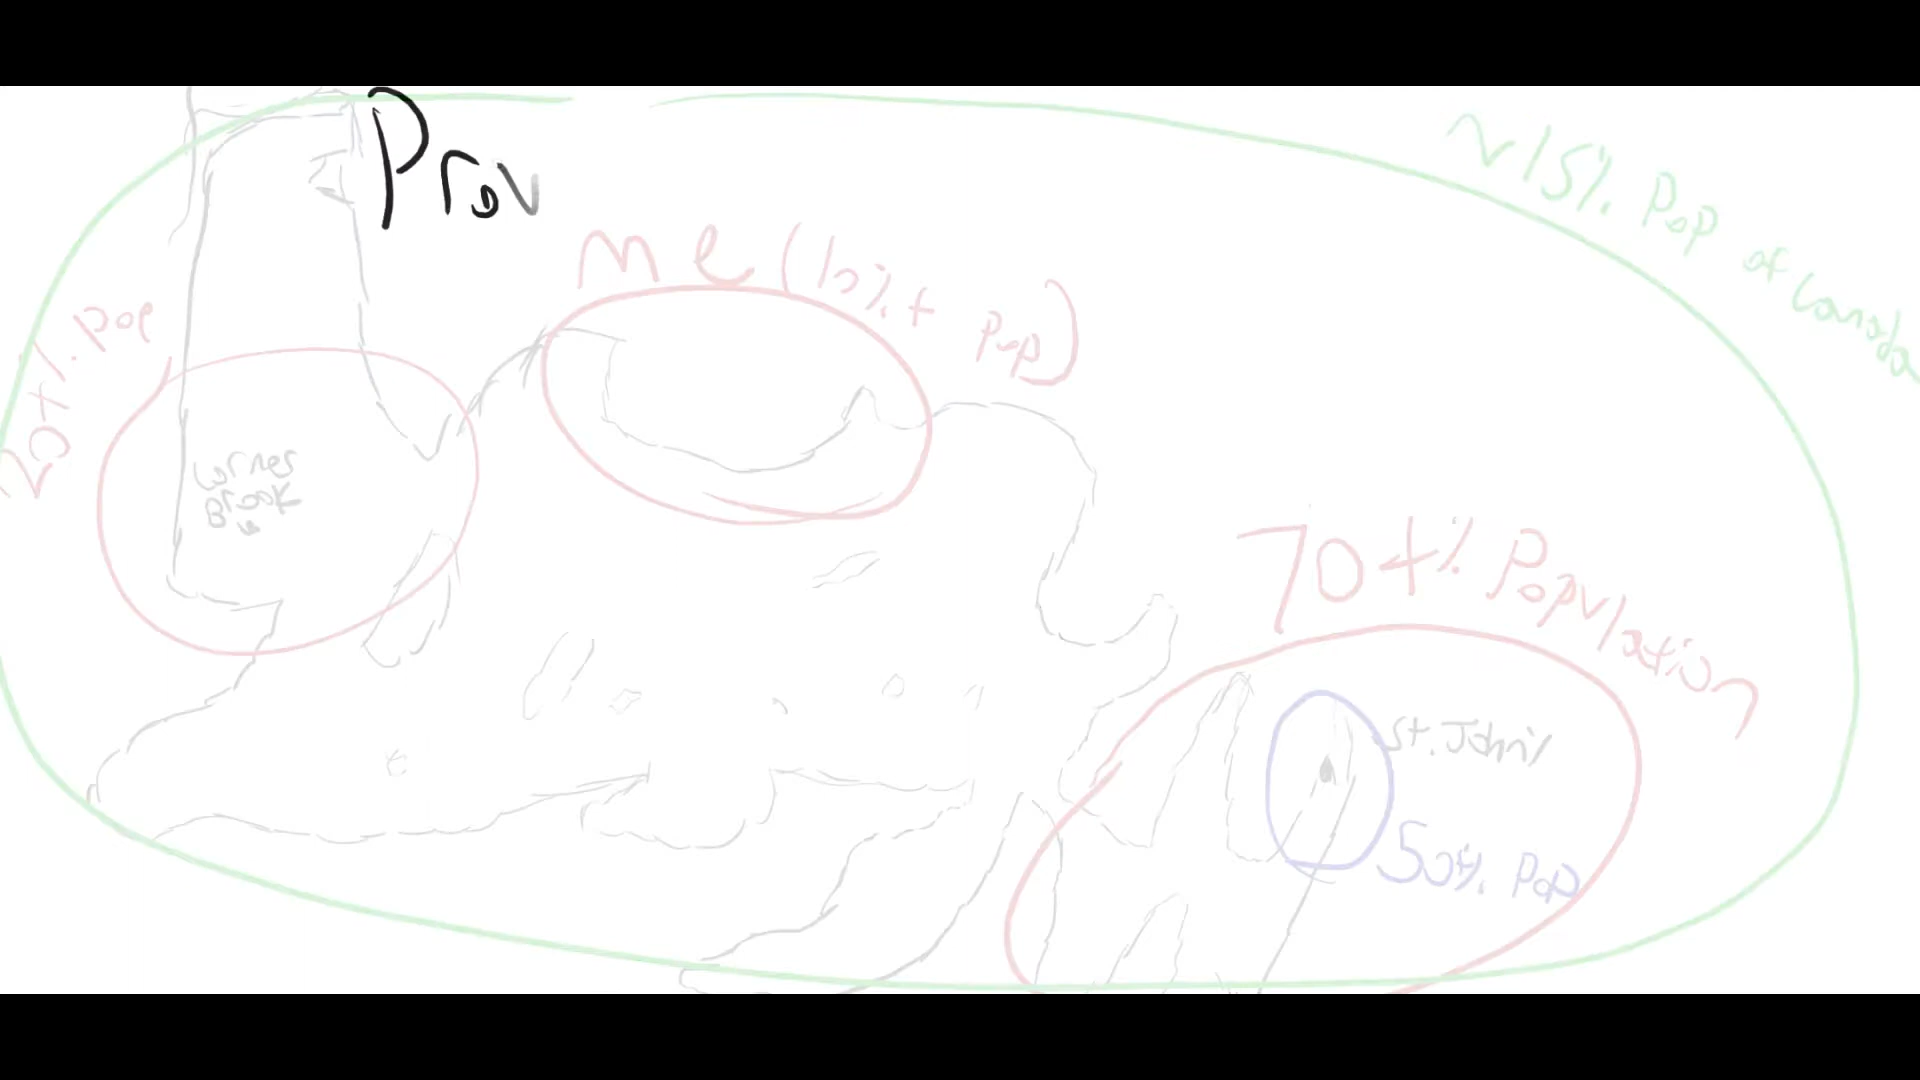 Prov
~15% Pop of Canada
me (10%+ Pop)
20+% Pop
Corner
Brook
70+% Population
St. John's
50+% Pop